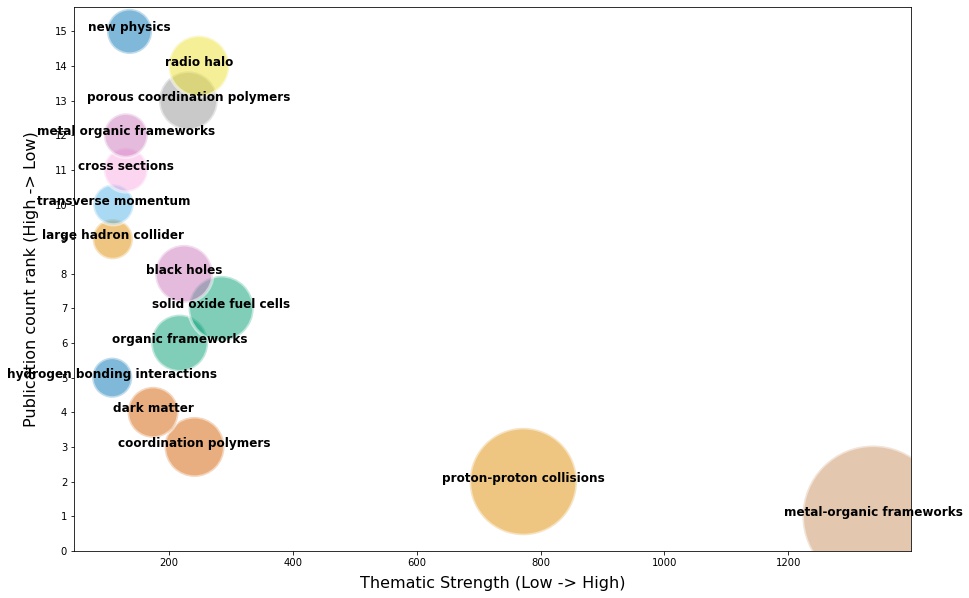 15
new physics
14
radio halo
13
porous coordination polymers
12
metal organic frameworks
11
cross sections
10
transverse momentum
9
large hadron collider
8
black holes
7
solid oxide fuel cells
6
organic frameworks
5
hydrogen bonding interactions
4
dark matter
3
coordination polymers
2
proton-proton collisions
1
metal-organic frameworks
0
200
400
600
800
1000
1200
Thematic Strength (Low -> High)
Publication count rank (High -> Low)